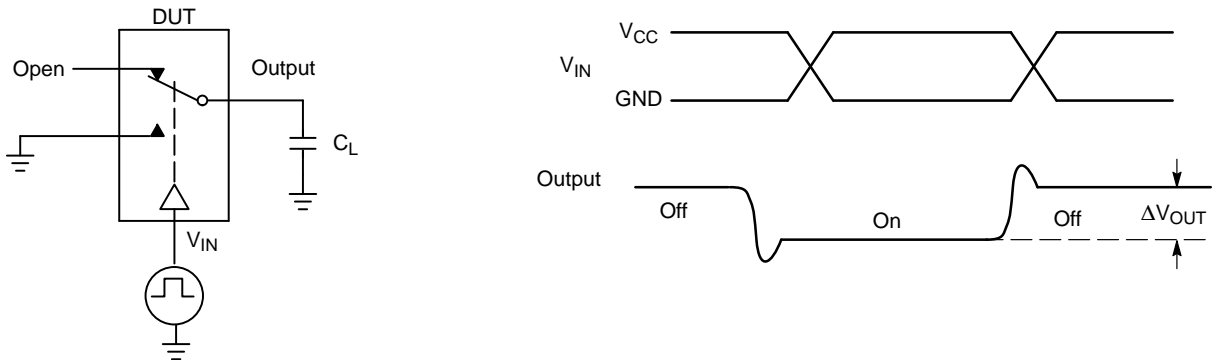 DUT
Open
Output
C_L
V_IN
V_CC
V_IN
GND
Output
Off
On
Off
ΔV_OUT